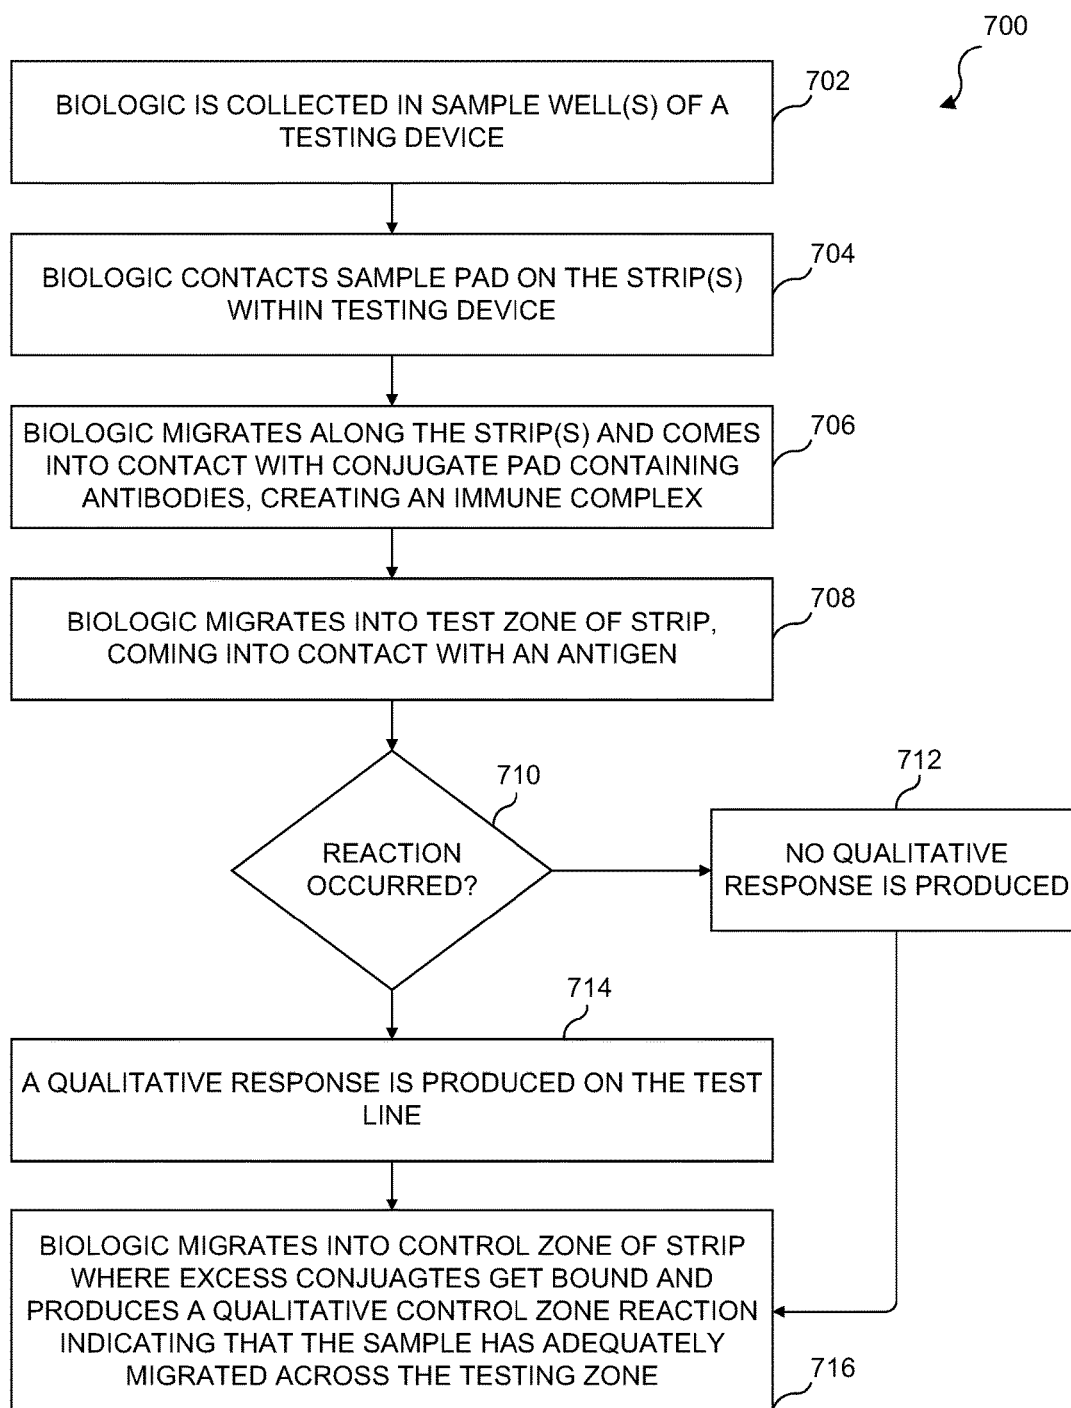 700
702
BIOLOGIC IS COLLECTED IN SAMPLE WELL(S) OF A
TESTING DEVICE
704
BIOLOGIC CONTACTS SAMPLE PAD ON THE STRIP(S)
WITHIN TESTING DEVICE
706
BIOLOGIC MIGRATES ALONG THE STRIP(S) AND COMES
INTO CONTACT WITH CONJUGATE PAD CONTAINING
ANTIBODIES, CREATING AN IMMUNE COMPLEX
708
BIOLOGIC MIGRATES INTO TEST ZONE OF STRIP,
COMING INTO CONTACT WITH AN ANTIGEN
710
REACTION
OCCURRED?
712
NO QUALITATIVE
RESPONSE IS PRODUCED
714
A QUALITATIVE RESPONSE IS PRODUCED ON THE TEST
LINE
BIOLOGIC MIGRATES INTO CONTROL ZONE OF STRIP
WHERE EXCESS CONJUAGTES GET BOUND AND
PRODUCES A QUALITATIVE CONTROL ZONE REACTION
INDICATING THAT THE SAMPLE HAS ADEQUATELY
MIGRATED ACROSS THE TESTING ZONE
716